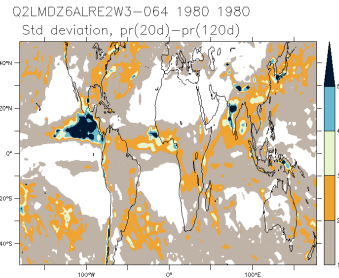 Q2LMDZ6ALRE2W3-064 1980 1980
Std deviation, pr(20d)-pr(120d)
40°N
20°N
0°
20°S
40°S
100°W 0° 100°E
5
4
3
2
1